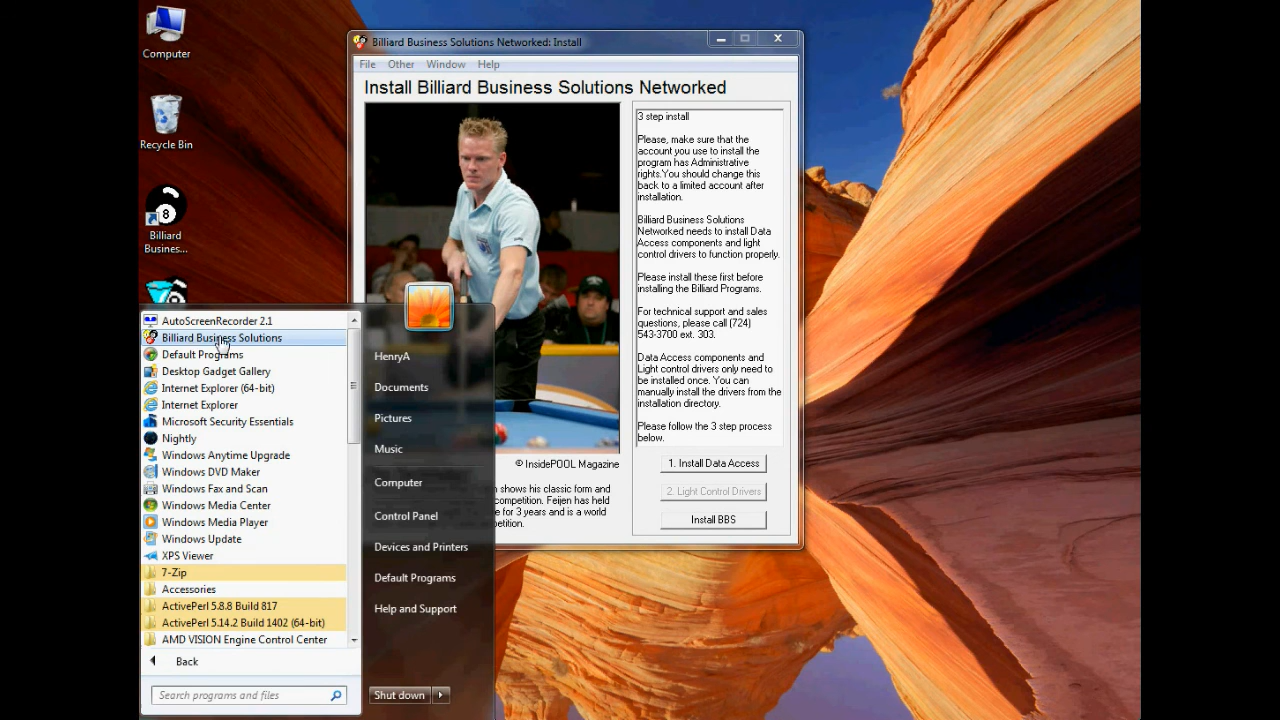 Computer
Recycle Bin
8
Billiard
Busines...
Billiard Business Solutions Networked: Install
File Other Window Help
Install Billiard Business Solutions Networked
3 step install
Please, make sure that the
account you use to install the
program has Administrative
rights.You should change this
back to a limited account after
installation.
Billiard Business Solutions
Networked needs to install Data
Access components and light
control drivers to function properly.
Please install these first before
installing the Billiard Programs.
For technical support and sales
questions, please call (724)
543-3700 ext. 303.
Data Access components and
Light control drivers only need to
be installed once. You can
manually install the drivers from the
installation directory.
Please follow the 3 step process
below.
© InsidePOOL Magazine
shows his classic form and
competition. Feijen has held
e for 3 years and is a world
petition.
1. Install Data Access
2. Light Control Drivers
Install BBS
AutoScreenRecorder 2.1
Billiard Business Solutions
Default Programs
Desktop Gadget Gallery
Internet Explorer (64-bit)
Internet Explorer
Microsoft Security Essentials
Nightly
Windows Anytime Upgrade
Windows DVD Maker
Windows Fax and Scan
Windows Media Center
Windows Media Player
Windows Update
XPS Viewer
7-Zip
Accessories
ActivePerl 5.8.8 Build 817
ActivePerl 5.14.2 Build 1402 (64-bit)
AMD VISION Engine Control Center
Back
Search programs and files
HenryA
Documents
Pictures
Music
Computer
Control Panel
Devices and Printers
Default Programs
Help and Support
Shut down